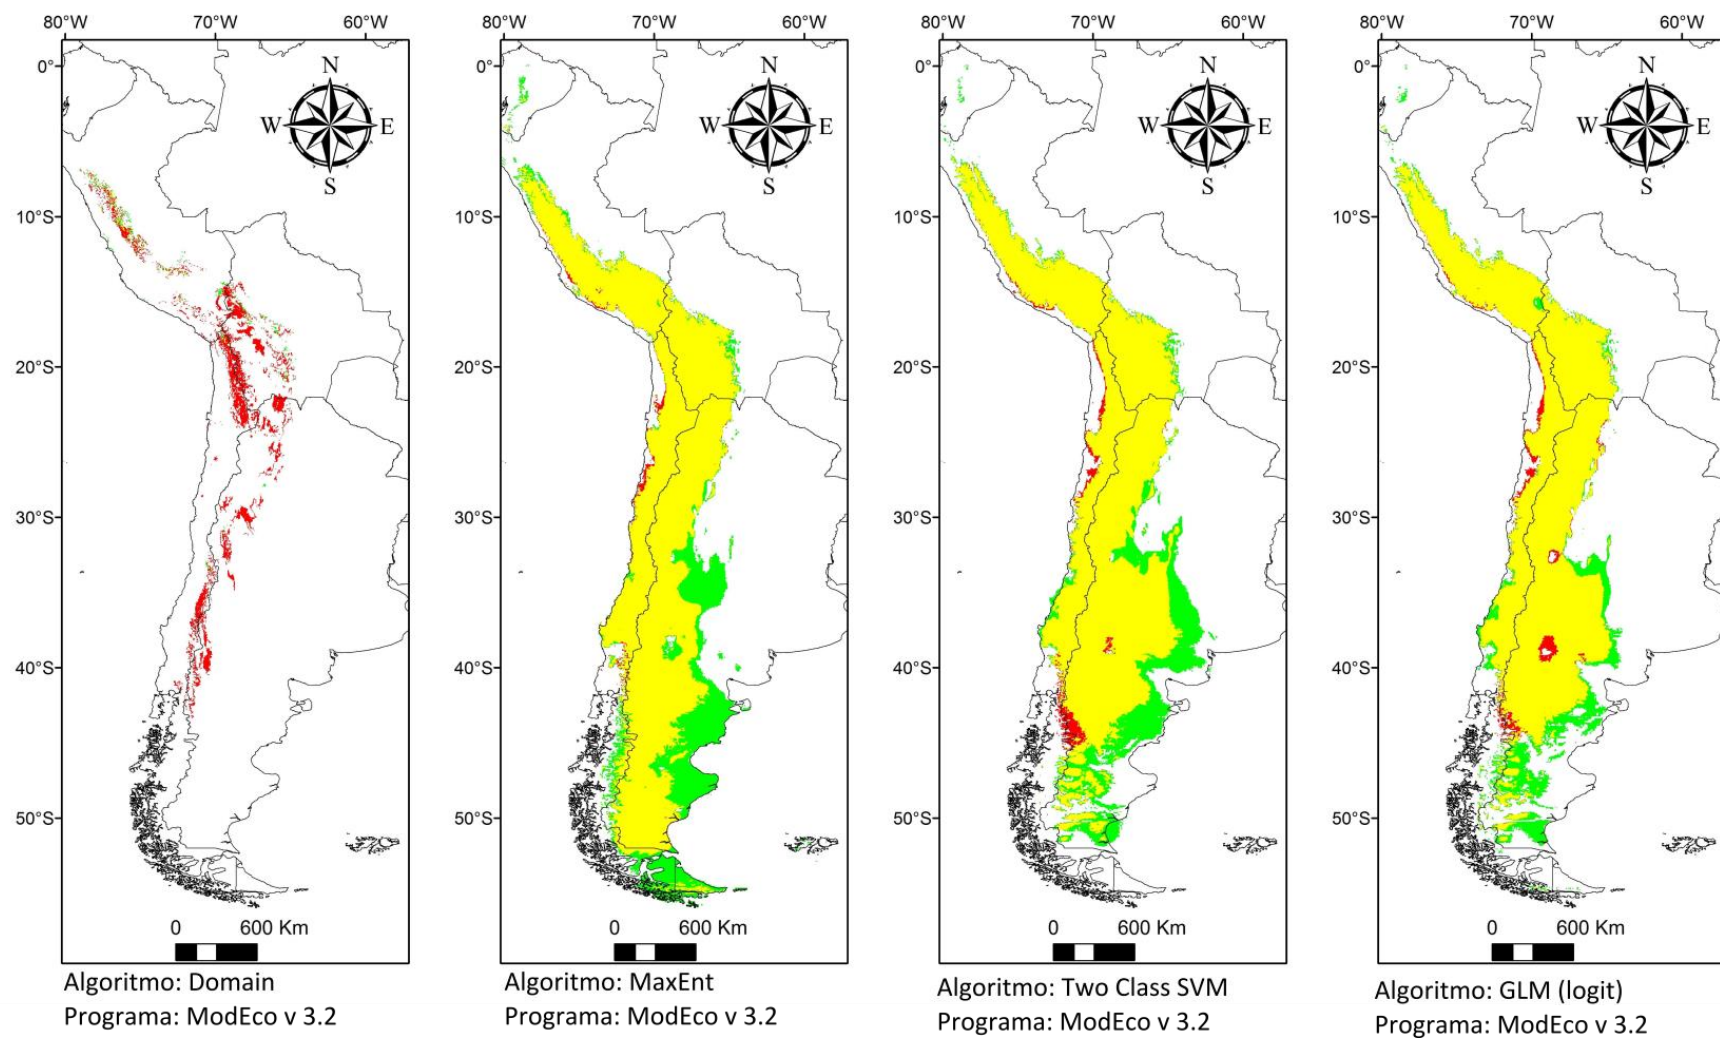 80°W 70°W 60°W
0°
10°S
20°S
30°S
40°S
50°S
N
W E
S
0 600 Km
Algoritmo: Domain
Programa: ModEco v 3.2
80°W 70°W 60°W
0°
10°S
20°S
30°S
40°S
50°S
N
W E
S
0 600 Km
Algoritmo: MaxEnt
Programa: ModEco v 3.2
80°W 70°W 60°W
0°
10°S
20°S
30°S
40°S
50°S
N
W E
S
0 600 Km
Algoritmo: Two Class SVM
Programa: ModEco v 3.2
80°W 70°W 60°W
0°
10°S
20°S
30°S
40°S
50°S
N
W E
S
0 600 Km
Algoritmo: GLM (logit)
Programa: ModEco v 3.2